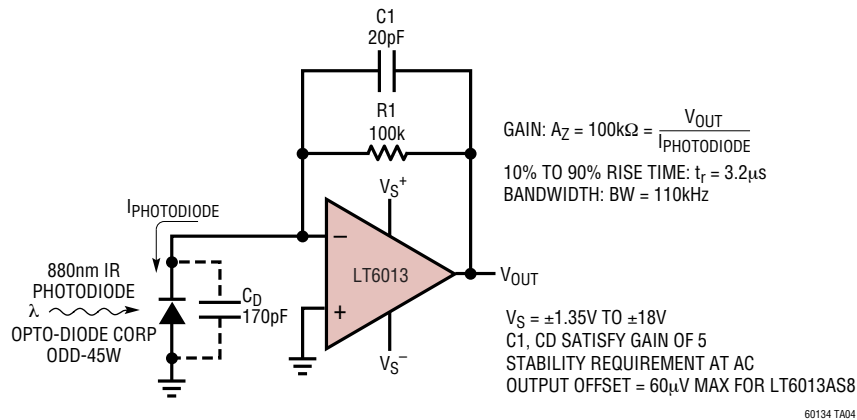 C1
20pF
R1
100k
GAIN: AZ = 100kΩ = VOUT / IPHOTODIODE
10% TO 90% RISE TIME: tr = 3.2μs
BANDWIDTH: BW = 110kHz
VS+
IPHOTODIODE
−
LT6013
VOUT
+
880nm IR
PHOTODIODE
λ
OPTO-DIODE CORP
ODD-45W
CD
170pF
VS−
VS = ±1.35V TO ±18V
C1, CD SATISFY GAIN OF 5
STABILITY REQUIREMENT AT AC
OUTPUT OFFSET = 60μV MAX FOR LT6013AS8
60134 TA04